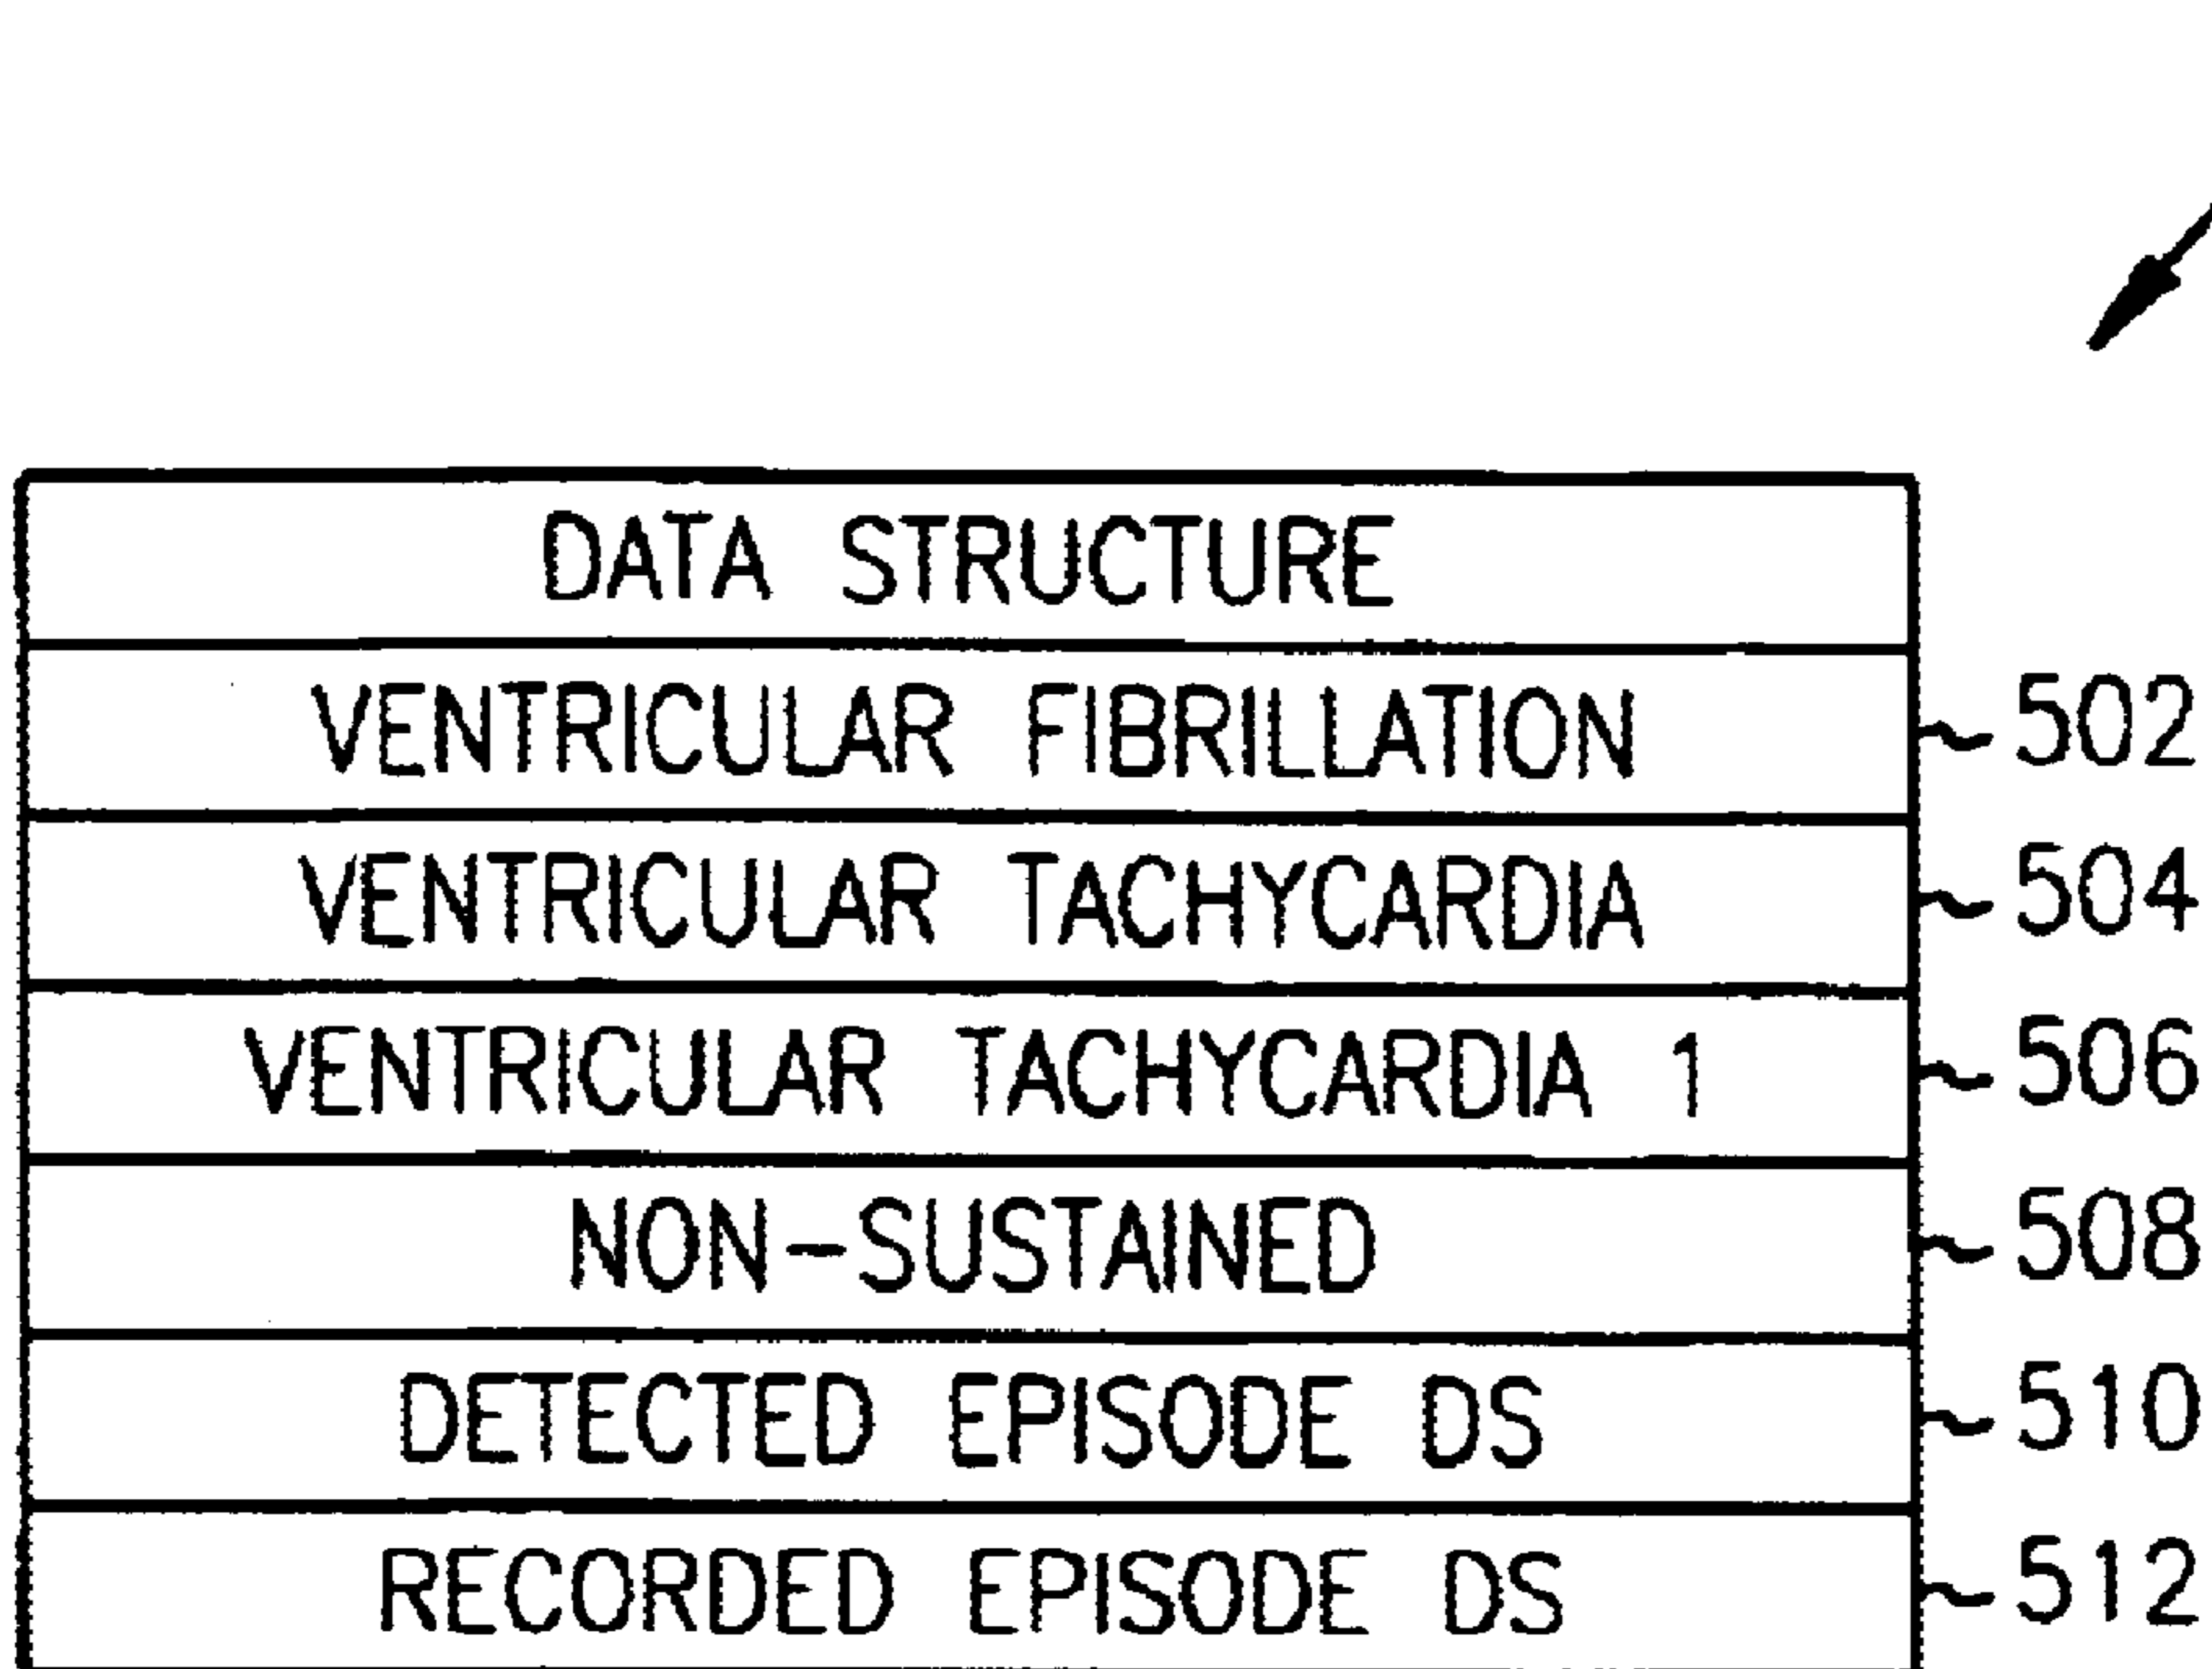 DATA STRUCTURE
VENTRICULAR FIBRILLATION 502
VENTRICULAR TACHYCARDIA 504
VENTRICULAR TACHYCARDIA 1 506
NON-SUSTAINED 508
DETECTED EPISODE DS 510
RECORDED EPISODE DS 512